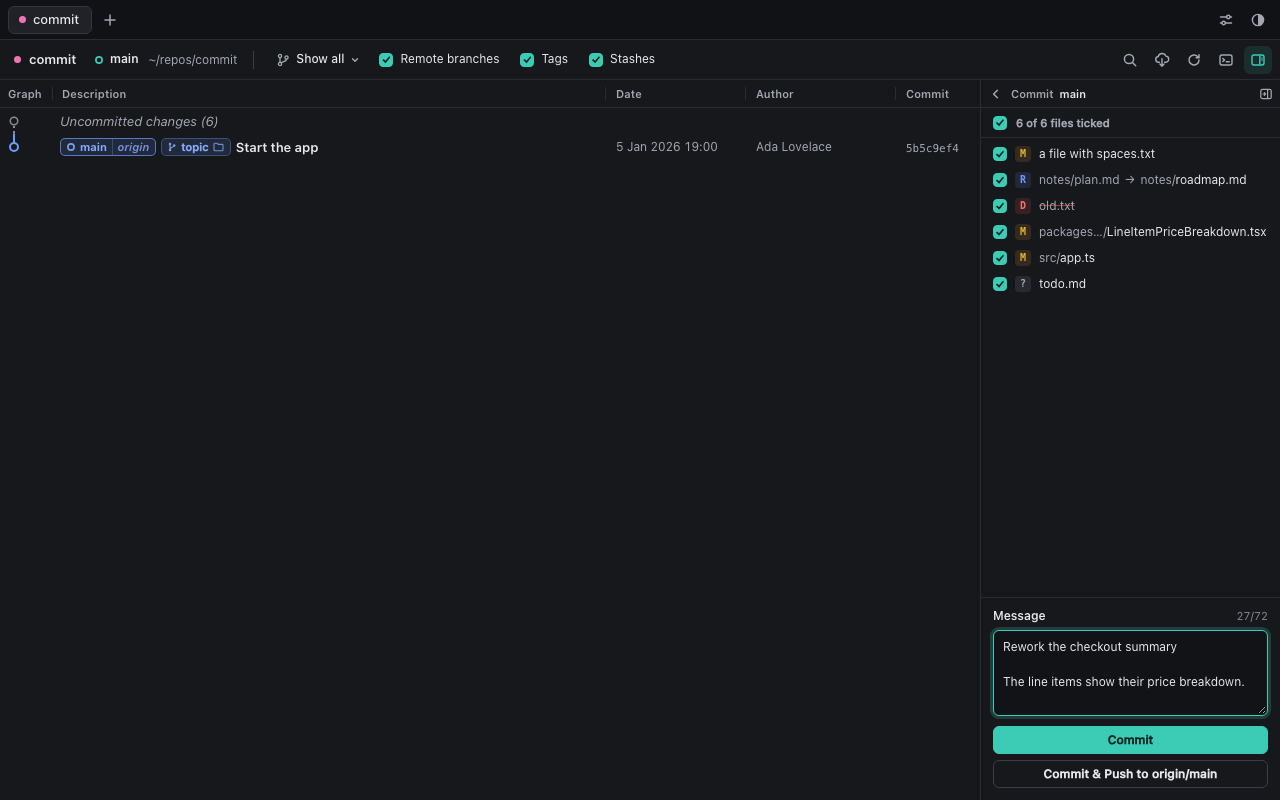 commit
commit main ~/repos/commit Show all Remote branches Tags Stashes
Graph Description Date Author Commit
Uncommitted changes (6)
main origin topic Start the app 5 Jan 2026 19:00 Ada Lovelace 5b5c9ef4
Commit main
6 of 6 files ticked
M a file with spaces.txt
R notes/plan.md → notes/roadmap.md
D old.txt
M packages…/LineItemPriceBreakdown.tsx
M src/app.ts
? todo.md
Message 27/72
Rework the checkout summary
The line items show their price breakdown.
Commit
Commit & Push to origin/main